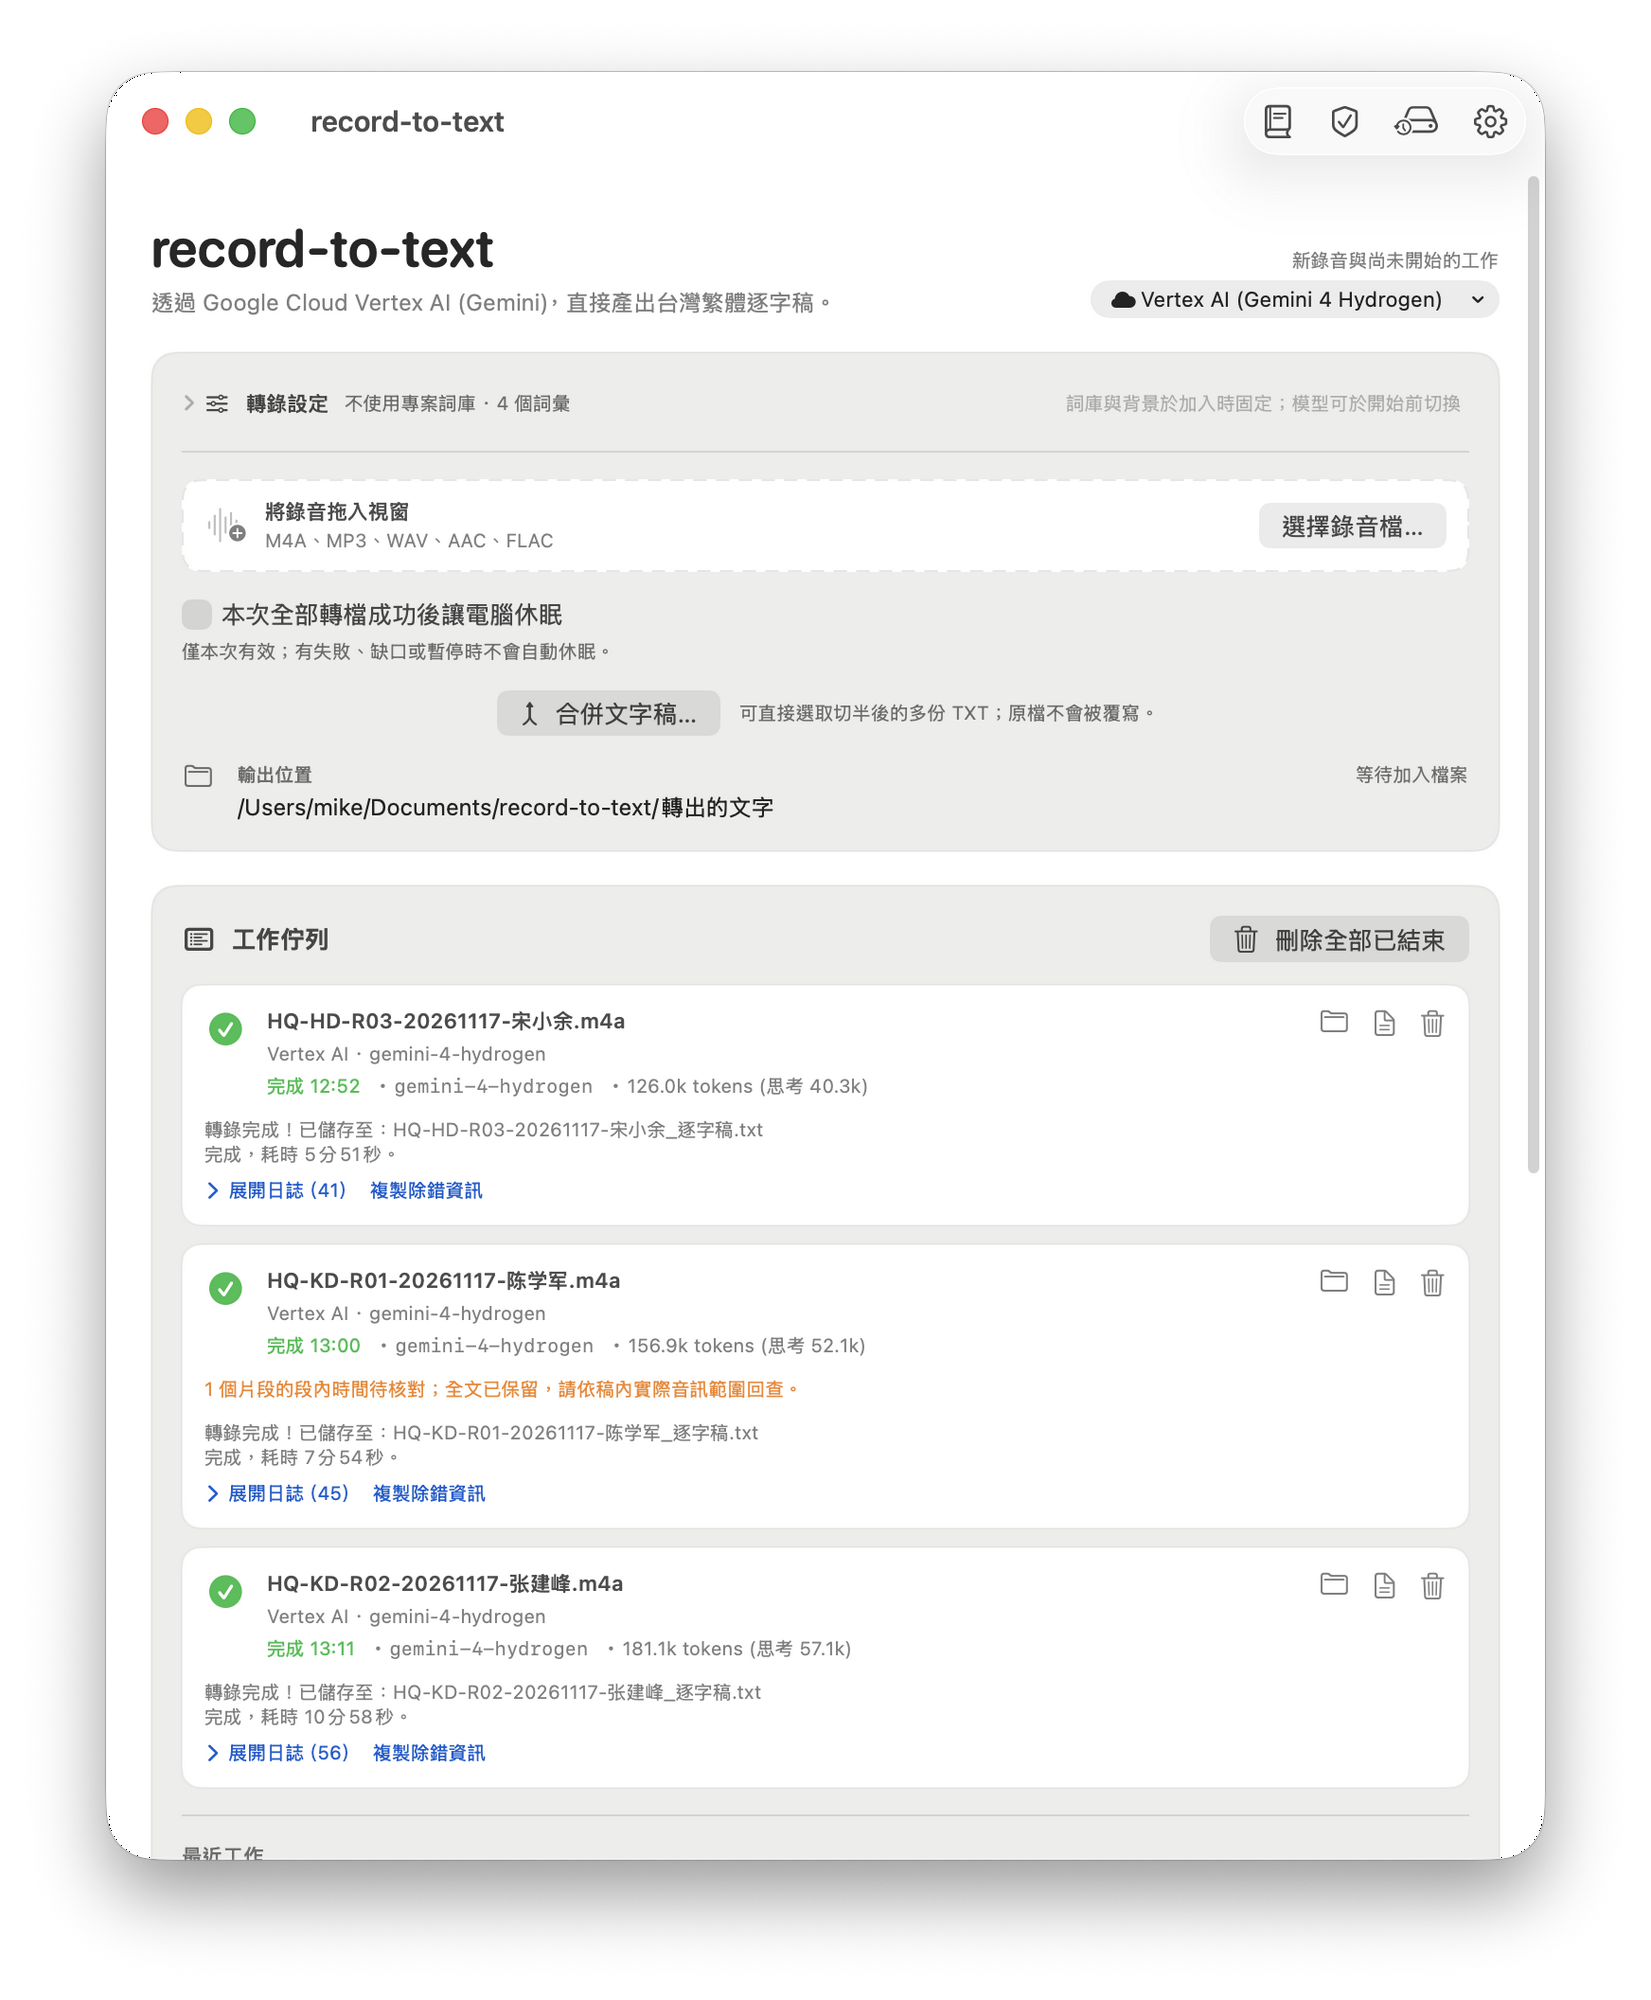 record-to-text
record-to-text
透過 Google Cloud Vertex AI (Gemini)，直接產出台灣繁體逐字稿。
新錄音與尚未開始的工作
Vertex AI (Gemini 4 Hydrogen)
轉錄設定 不使用專案詞庫 · 4 個詞彙
詞庫與背景於加入時固定；模型可於開始前切換
將錄音拖入視窗
M4A、MP3、WAV、AAC、FLAC
選擇錄音檔...
本次全部轉檔成功後讓電腦休眠
僅本次有效；有失敗、缺口或暫停時不會自動休眠。
合併文字稿...
可直接選取切半後的多份 TXT；原檔不會被覆寫。
輸出位置
等待加入檔案
/Users/mike/Documents/record-to-text/轉出的文字
工作佇列
刪除全部已結束
HQ-HD-R03-20261117-宋小余.m4a
Vertex AI · gemini-4-hydrogen
完成 12:52 • gemini-4-hydrogen • 126.0k tokens (思考 40.3k)
轉錄完成！已儲存至：HQ-HD-R03-20261117-宋小余_逐字稿.txt
完成，耗時 5 分 51 秒。
展開日誌 (41) 複製除錯資訊
HQ-KD-R01-20261117-陈学军.m4a
Vertex AI · gemini-4-hydrogen
完成 13:00 • gemini-4-hydrogen • 156.9k tokens (思考 52.1k)
1 個片段的段內時間待核對；全文已保留，請依稿內實際音訊範圍回查。
轉錄完成！已儲存至：HQ-KD-R01-20261117-陈学军_逐字稿.txt
完成，耗時 7 分 54 秒。
展開日誌 (45) 複製除錯資訊
HQ-KD-R02-20261117-张建峰.m4a
Vertex AI · gemini-4-hydrogen
完成 13:11 • gemini-4-hydrogen • 181.1k tokens (思考 57.1k)
轉錄完成！已儲存至：HQ-KD-R02-20261117-张建峰_逐字稿.txt
完成，耗時 10 分 58 秒。
展開日誌 (56) 複製除錯資訊
最近工作